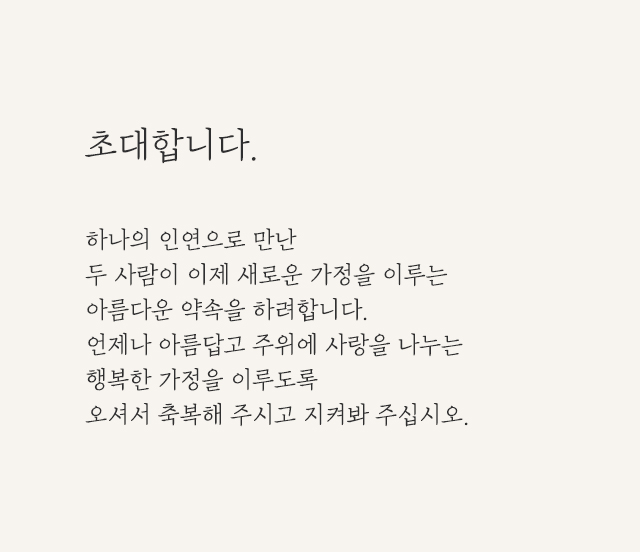 초대합니다.
하나의 인연으로 만난
두 사람이 이제 새로운 가정을 이루는
아름다운 약속을 하려합니다.
언제나 아름답고 주위에 사랑을 나누는
행복한 가정을 이루도록
오셔서 축복해 주시고 지켜봐 주십시오.